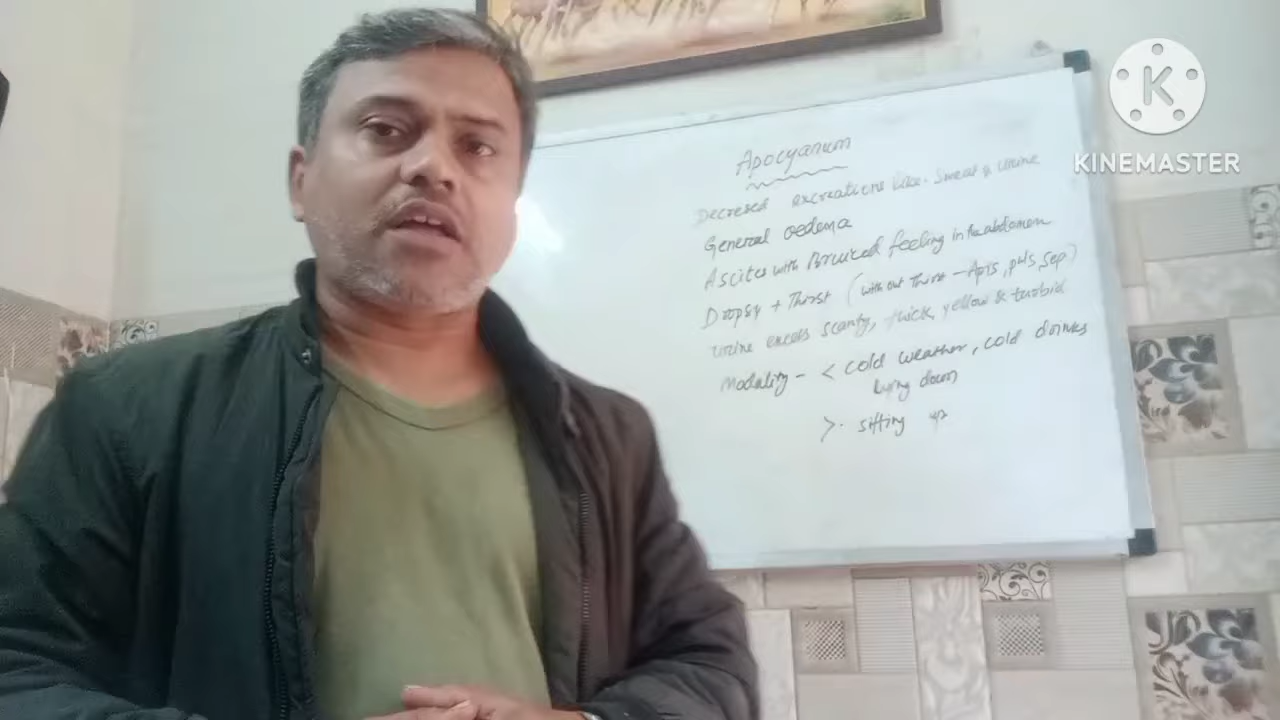 Apocyanum
Decresed excreations like. Sweat & urine
General oedema
Ascites with Bruiced feeling in the abdomen
Dropsy + Thirst (with out Thirst - Apis, puls, sep)
urine excess scanty, thick, yellow & turbid
Modality - < cold weather, cold drinks
lying down
> sitting up
K
KINEMASTER